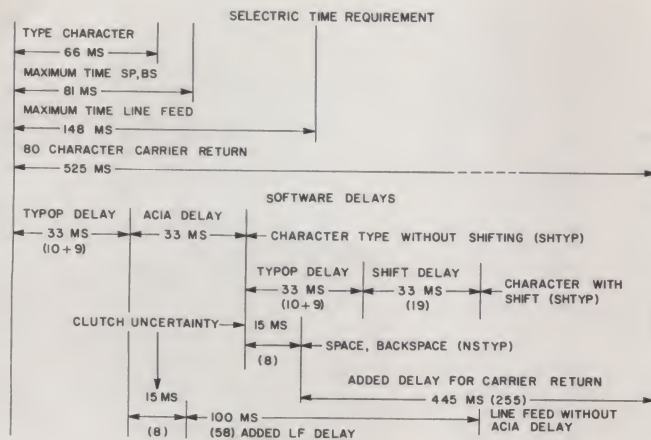 SELECTRIC TIME REQUIREMENT
TYPE CHARACTER
66 MS
MAXIMUM TIME SP,BS
81 MS
MAXIMUM TIME LINE FEED
148 MS
80 CHARACTER CARRIER RETURN
525 MS
SOFTWARE DELAYS
TYPOP DELAY ACIA DELAY
33 MS 33 MS CHARACTER TYPE WITHOUT SHIFTING (SHTYP)
(10+9)
TYPOP DELAY SHIFT DELAY
33 MS 33 MS CHARACTER WITH
(10+9) (19) SHIFT (SHTYP)
CLUTCH UNCERTAINTY 15 MS
(8) SPACE, BACKSPACE (NSTYP)
ADDED DELAY FOR CARRIER RETURN
15 MS 445 MS (255)
100 MS LINE FEED WITHOUT
(8) (58) ADDED LF DELAY ACIA DELAY